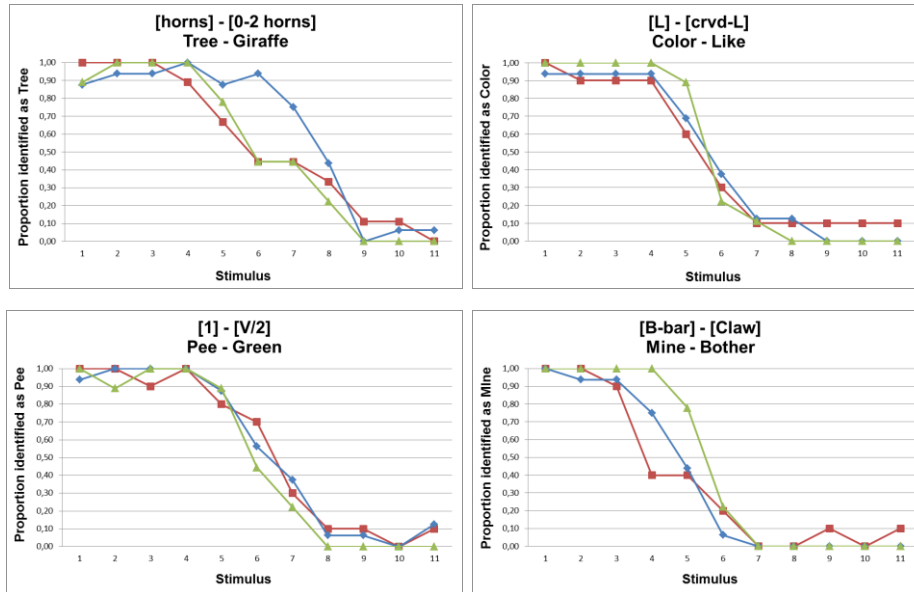 [horns] - [0-2 horns]
Tree - Giraffe
Proportion identified as Tree
1,00
0,90
0,80
0,70
0,60
0,50
0,40
0,30
0,20
0,10
0,00
1 2 3 4 5 6 7 8 9 10 11
Stimulus
[L] - [crvd-L]
Color - Like
Proportion identified as Color
1,00
0,90
0,80
0,70
0,60
0,50
0,40
0,30
0,20
0,10
0,00
1 2 3 4 5 6 7 8 9 10 11
Stimulus
[1] - [V/2]
Pee - Green
Proportion identified as Pee
1,00
0,90
0,80
0,70
0,60
0,50
0,40
0,30
0,20
0,10
0,00
1 2 3 4 5 6 7 8 9 10 11
Stimulus
[B-bar] - [Claw]
Mine - Bother
Proportion identified as Mine
1,00
0,90
0,80
0,70
0,60
0,50
0,40
0,30
0,20
0,10
0,00
1 2 3 4 5 6 7 8 9 10 11
Stimulus